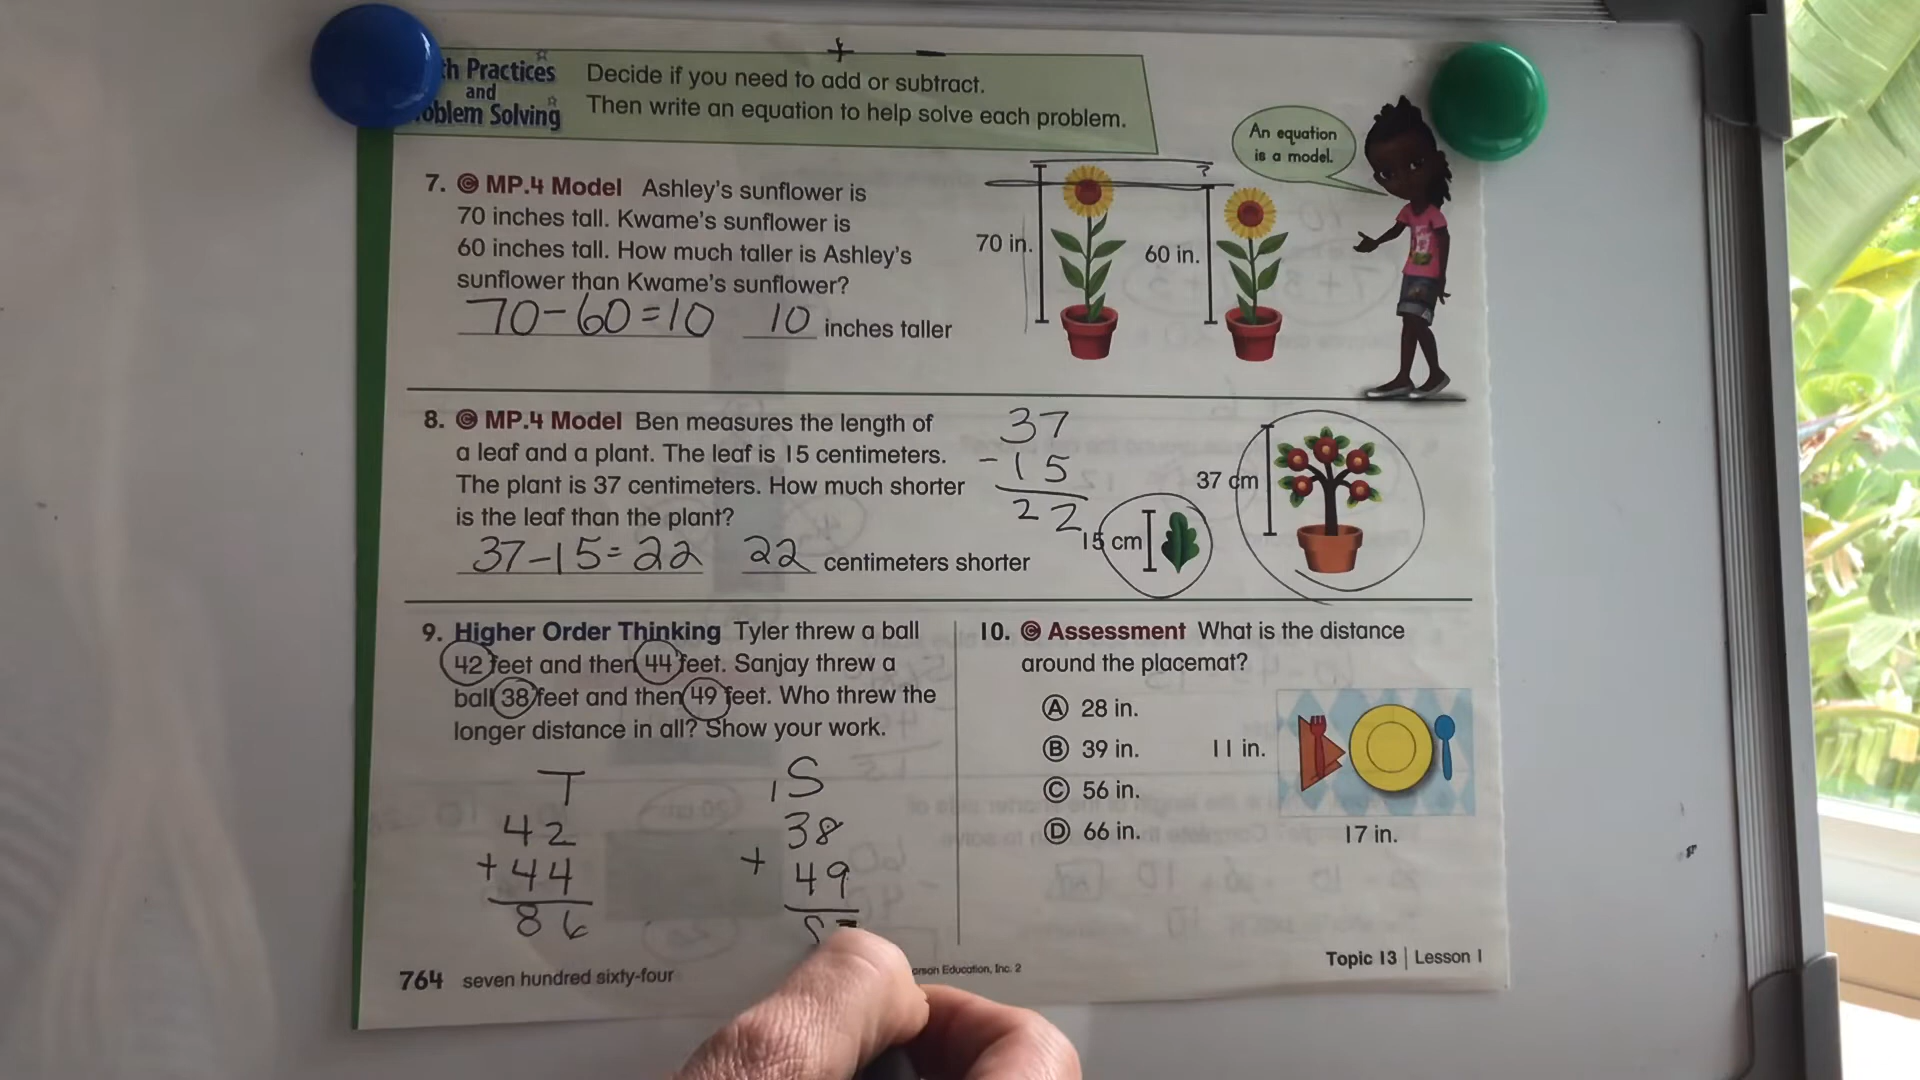 + -
Practices
and
Solving
Decide if you need to add or subtract.
Then write an equation to help solve each problem.
An equation
is a model.
7. © MP.4 Model Ashley's sunflower is
70 inches tall. Kwame's sunflower is
60 inches tall. How much taller is Ashley's
sunflower than Kwame's sunflower?
70-60=10 10 inches taller
?
70 in.
60 in.
8. © MP.4 Model Ben measures the length of
a leaf and a plant. The leaf is 15 centimeters.
The plant is 37 centimeters. How much shorter
is the leaf than the plant?
37-15=22 22 centimeters shorter
37
-15
22
15 cm
37 cm
9. Higher Order Thinking Tyler threw a ball
42 feet and then 44 feet. Sanjay threw a
ball 38 feet and then 49 feet. Who threw the
longer distance in all? Show your work.
T
42
+44
86
1 S
38
+ 49
10. © Assessment What is the distance
around the placemat?
A 28 in.
B 39 in.
C 56 in.
D 66 in.
11 in.
17 in.
764 seven hundred sixty-four
Education, Inc. 2
Topic 13 | Lesson 1